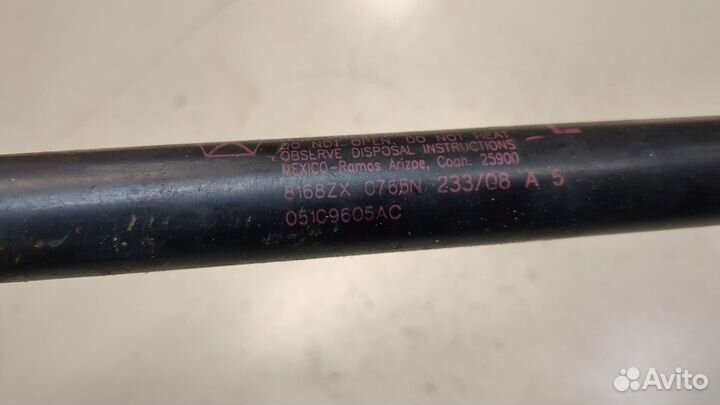 DO NOT OPEN, DO NOT HEAT
OBSERVE DISPOSAL INSTRUCTIONS
MEXICO-Ramos Arizpe, Coah. 25900
8168ZX 0765N 233/08 A 5
051C9605AC
Avito